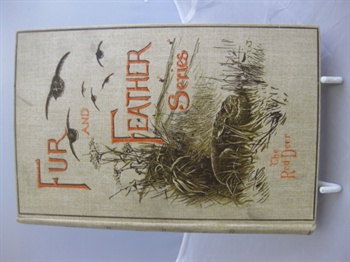 FUR
AND
FEATHER
Series
The
Red Deer